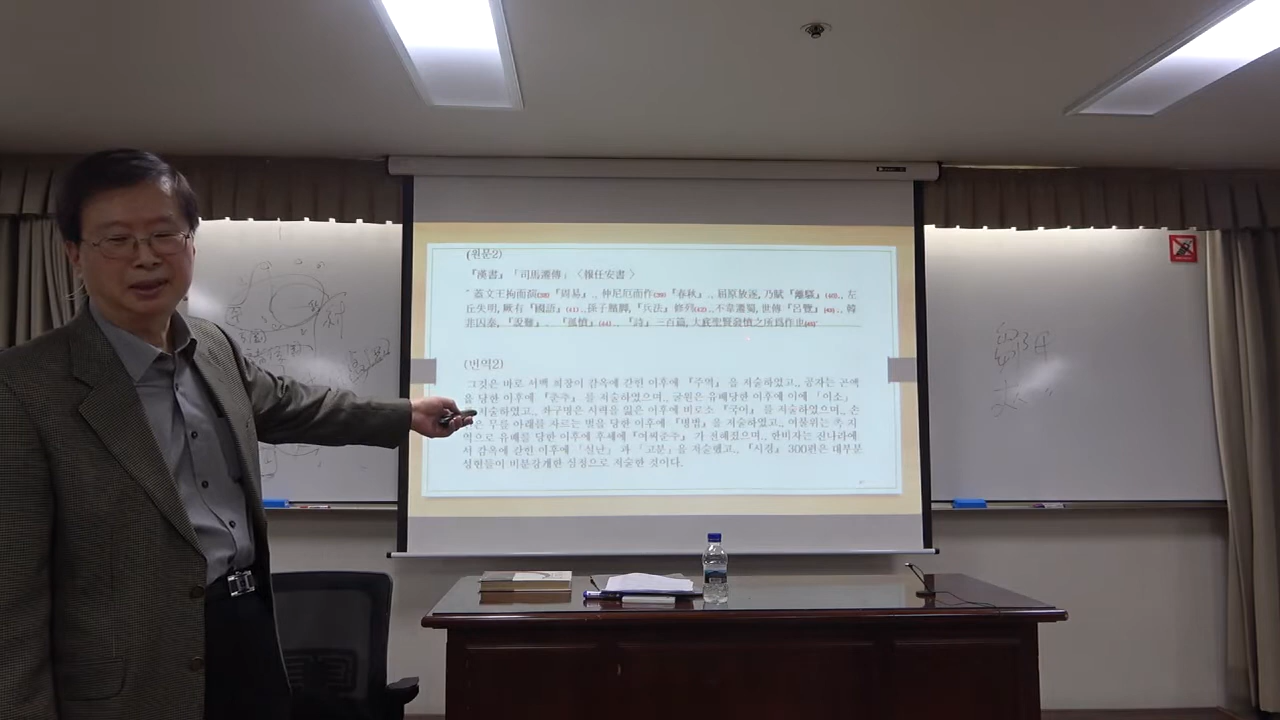 (원문2)
『漢書』「司馬遷傳」〈報任安書〉
蓋文王拘而演(38)『周易』., 仲尼厄而作(39)『春秋』., 屈原放逐, 乃賦『離騷』(40)., 左
丘失明, 厥有『國語』(41)., 孫子臏脚, 『兵法』修列(42)., 不韋遷蜀, 世傳『呂覽』(43)., 韓
非囚秦, 『說難』、『孤憤』(44)., 『詩』三百篇, 大底聖賢發憤之所爲作也(45)
(번역2)
그것은 바로 서백 희창이 감옥에 갇힌 이후에 『주역』을 저술하였고., 공자는 곤액
을 당한 이후에 『춘추』를 저술하였으며., 굴원은 유배당한 이후에 이에 「이소」
저술하였고., 좌구명은 시력을 잃은 이후에 비로소 『국어』를 저술하였으며., 손
은 무릎 아래를 자르는 벌을 당한 이후에 『병법』을 저술하였고., 여불위는 촉 지
역으로 유배를 당한 이후에 후세에 『여씨춘추』가 전해졌으며., 한비자는 진나라에
서 감옥에 갇힌 이후에 「설난」과 「고분」을 저술했고., 『시경』 300편은 대부분
성현들이 비분강개한 심정으로 저술한 것이다.